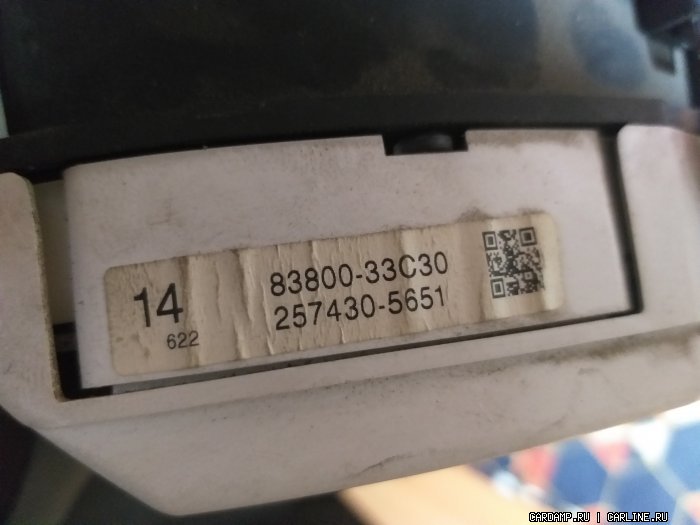 14
622
83800-33C30
257430-5651
CARDAMP.RU | CARLINE.RU